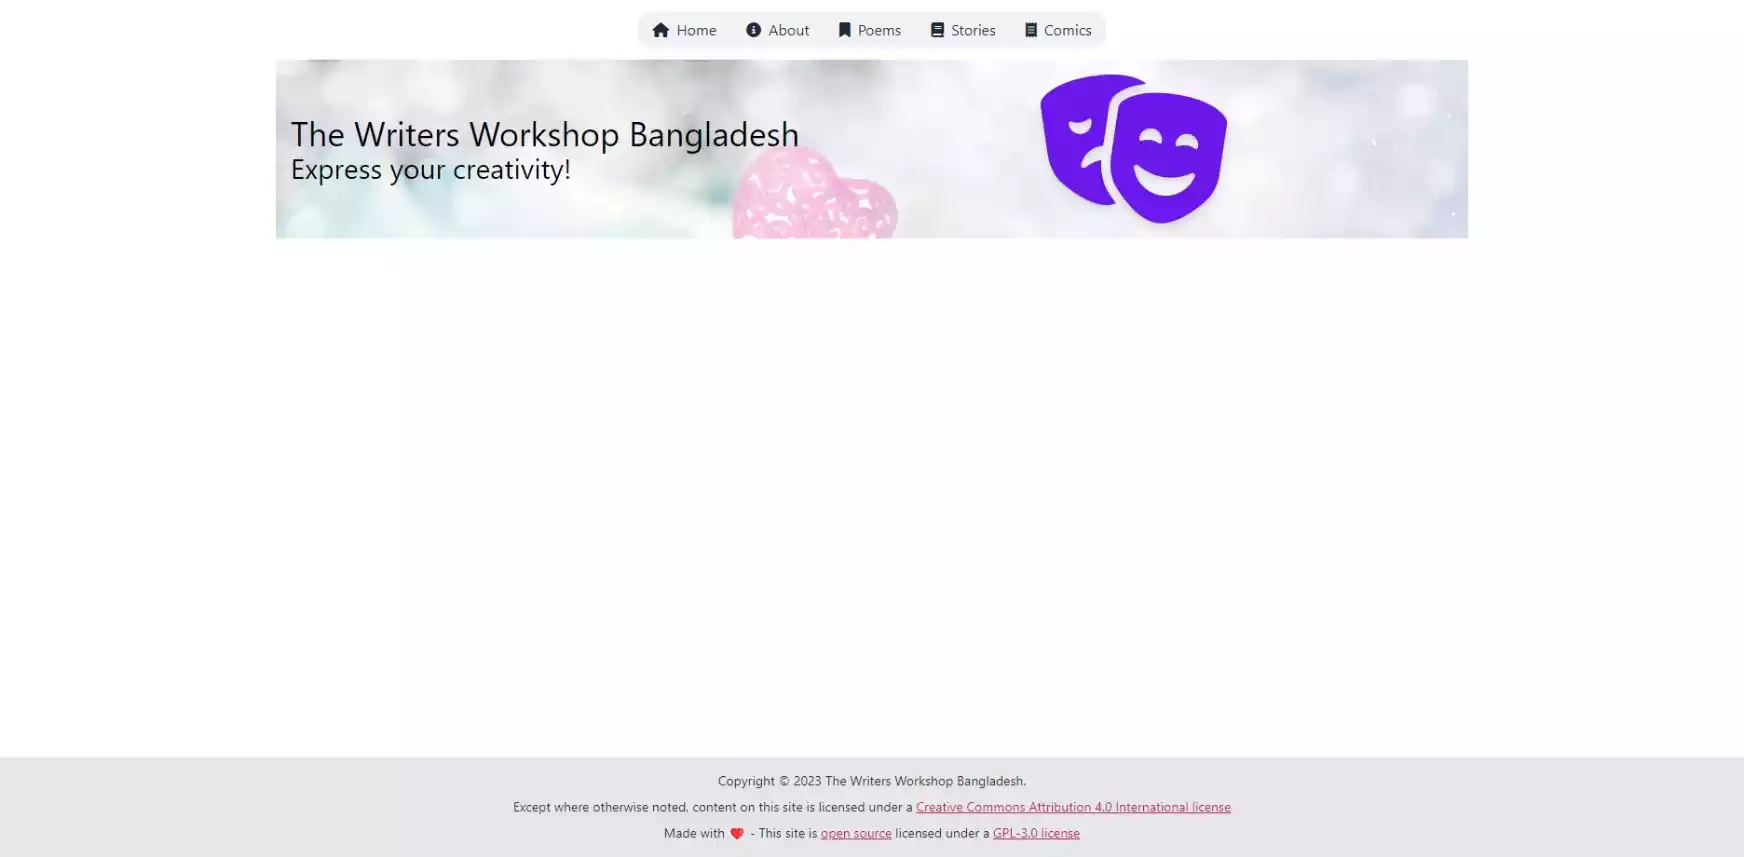 Home About Poems Stories Comics
The Writers Workshop Bangladesh
Express your creativity!
Copyright © 2023 The Writers Workshop Bangladesh.
Except where otherwise noted, content on this site is licensed under a Creative Commons Attribution 4.0 International license
Made with ❤ - This site is open source licensed under a GPL-3.0 license